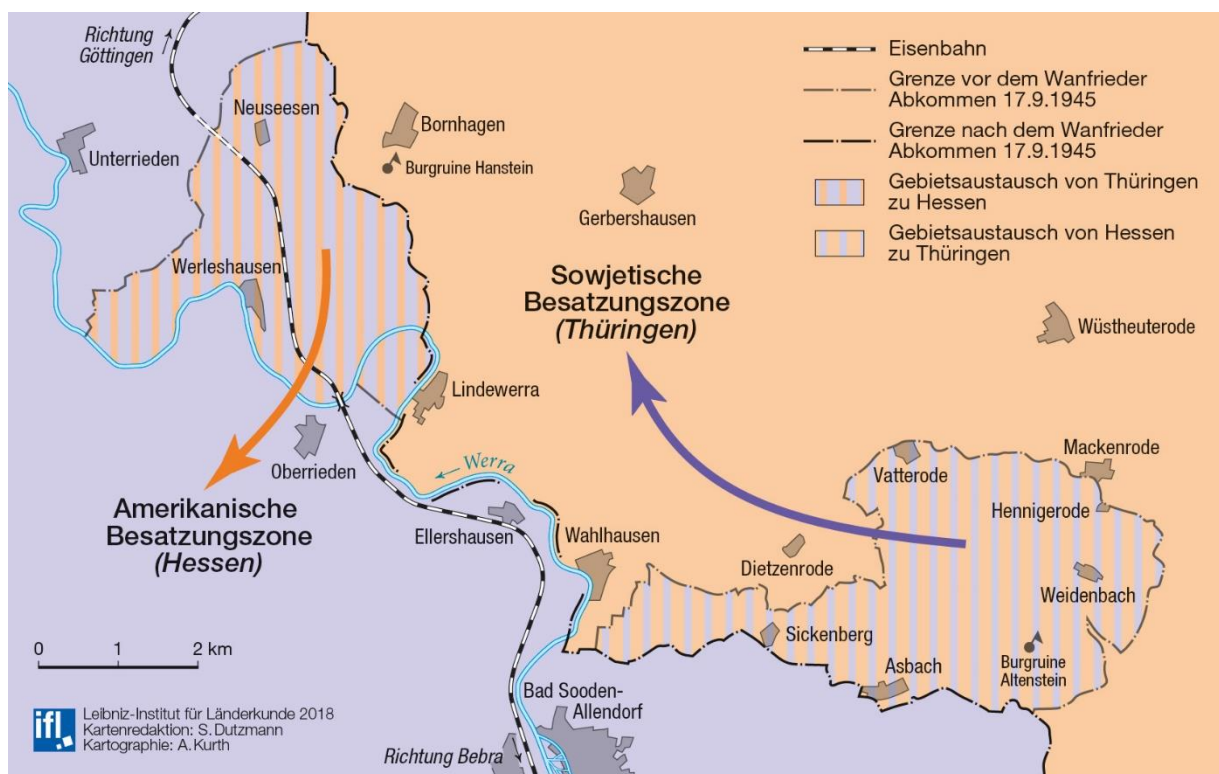 Richtung
Göttingen
Neuseesen
Unterrieden
Bornhagen
Burgruine Hanstein
Gerbershausen
Eisenbahn
Grenze vor dem Wanfrieder
Abkommen 17.9.1945
Grenze nach dem Wanfrieder
Abkommen 17.9.1945
Gebietsaustausch von Thüringen
zu Hessen
Gebietsaustausch von Hessen
zu Thüringen
Werleshausen
Sowjetische
Besatzungszone
(Thüringen)
Wüstheuterode
Lindewerra
Oberrieden
Werra
Amerikanische
Besatzungszone
(Hessen)
Ellershausen
Wahlhausen
Dietzenrode
Vatterode
Mackenrode
Hennigerode
Weidenbach
Sickenberg
Asbach
Burgruine
Altenstein
0 1 2 km
Bad Sooden-
Allendorf
Richtung Bebra
ifl
Leibniz-Institut für Länderkunde 2018
Kartenredaktion: S. Dutzmann
Kartographie: A. Kurth